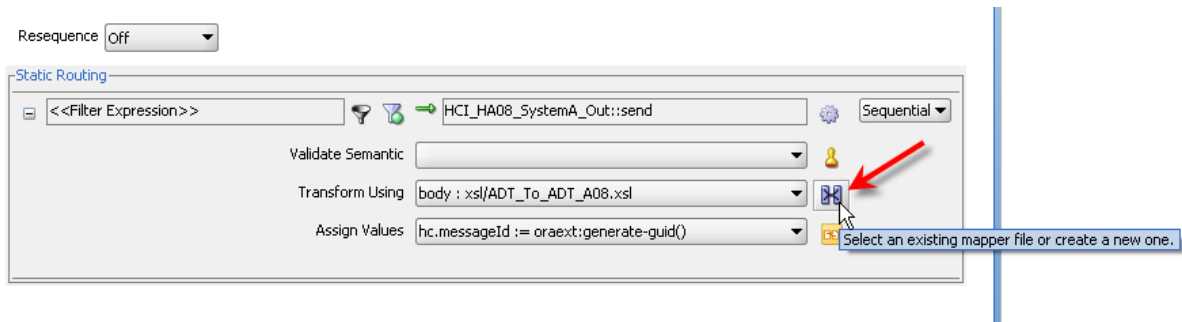 Resequence Off
Static Routing
<<Filter Expression>> HCI_HA08_SystemA_Out::send Sequential
Validate Semantic
Transform Using body : xsl/ADT_To_ADT_A08.xsl
Assign Values hc.messageId := oraext:generate-guid()
Select an existing mapper file or create a new one.